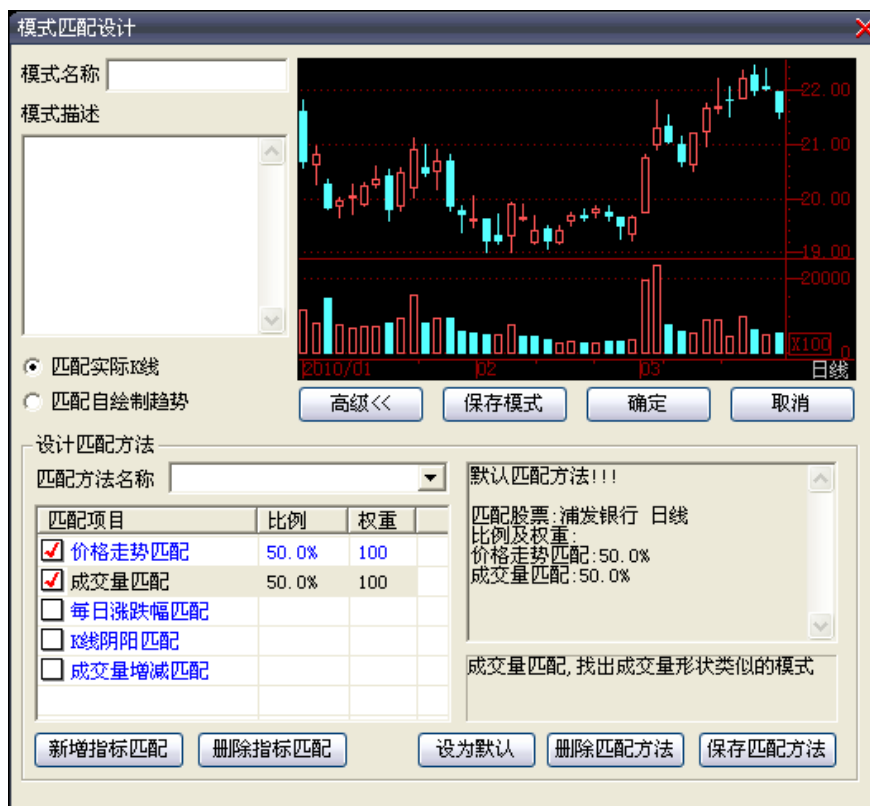 模式匹配设计
模式名称
模式描述
22.00
21.00
20.00
19.00
20000
X100 0
2010/01 02 03 日线
匹配实际K线
匹配自绘制趋势
高级<< 保存模式 确定 取消
设计匹配方法
匹配方法名称
匹配项目 比例 权重
价格走势匹配 50.0% 100
成交量匹配 50.0% 100
每日涨跌幅匹配
K线阴阳匹配
成交量增减匹配
默认匹配方法!!!
匹配股票:浦发银行 日线
比例及权重:
价格走势匹配:50.0%
成交量匹配:50.0%
成交量匹配,找出成交量形状类似的模式
新增指标匹配 删除指标匹配 设为默认 删除匹配方法 保存匹配方法